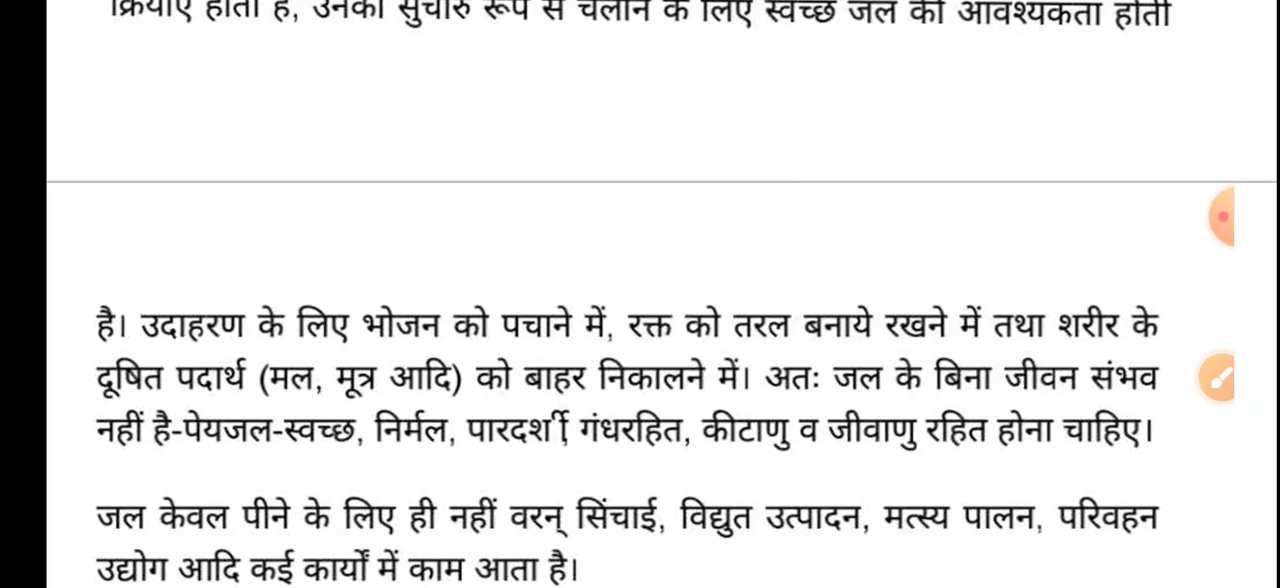 क्रियाएँ होती हैं, उनको सुचारु रूप से चलाने के लिए स्वच्छ जल की आवश्यकता होती
है। उदाहरण के लिए भोजन को पचाने में, रक्त को तरल बनाये रखने में तथा शरीर के
दूषित पदार्थ (मल, मूत्र आदि) को बाहर निकालने में। अतः जल के बिना जीवन संभव
नहीं है-पेयजल-स्वच्छ, निर्मल, पारदर्शी, गंधरहित, कीटाणु व जीवाणु रहित होना चाहिए।
जल केवल पीने के लिए ही नहीं वरन् सिंचाई, विद्युत उत्पादन, मत्स्य पालन, परिवहन
उद्योग आदि कई कार्यों में काम आता है।